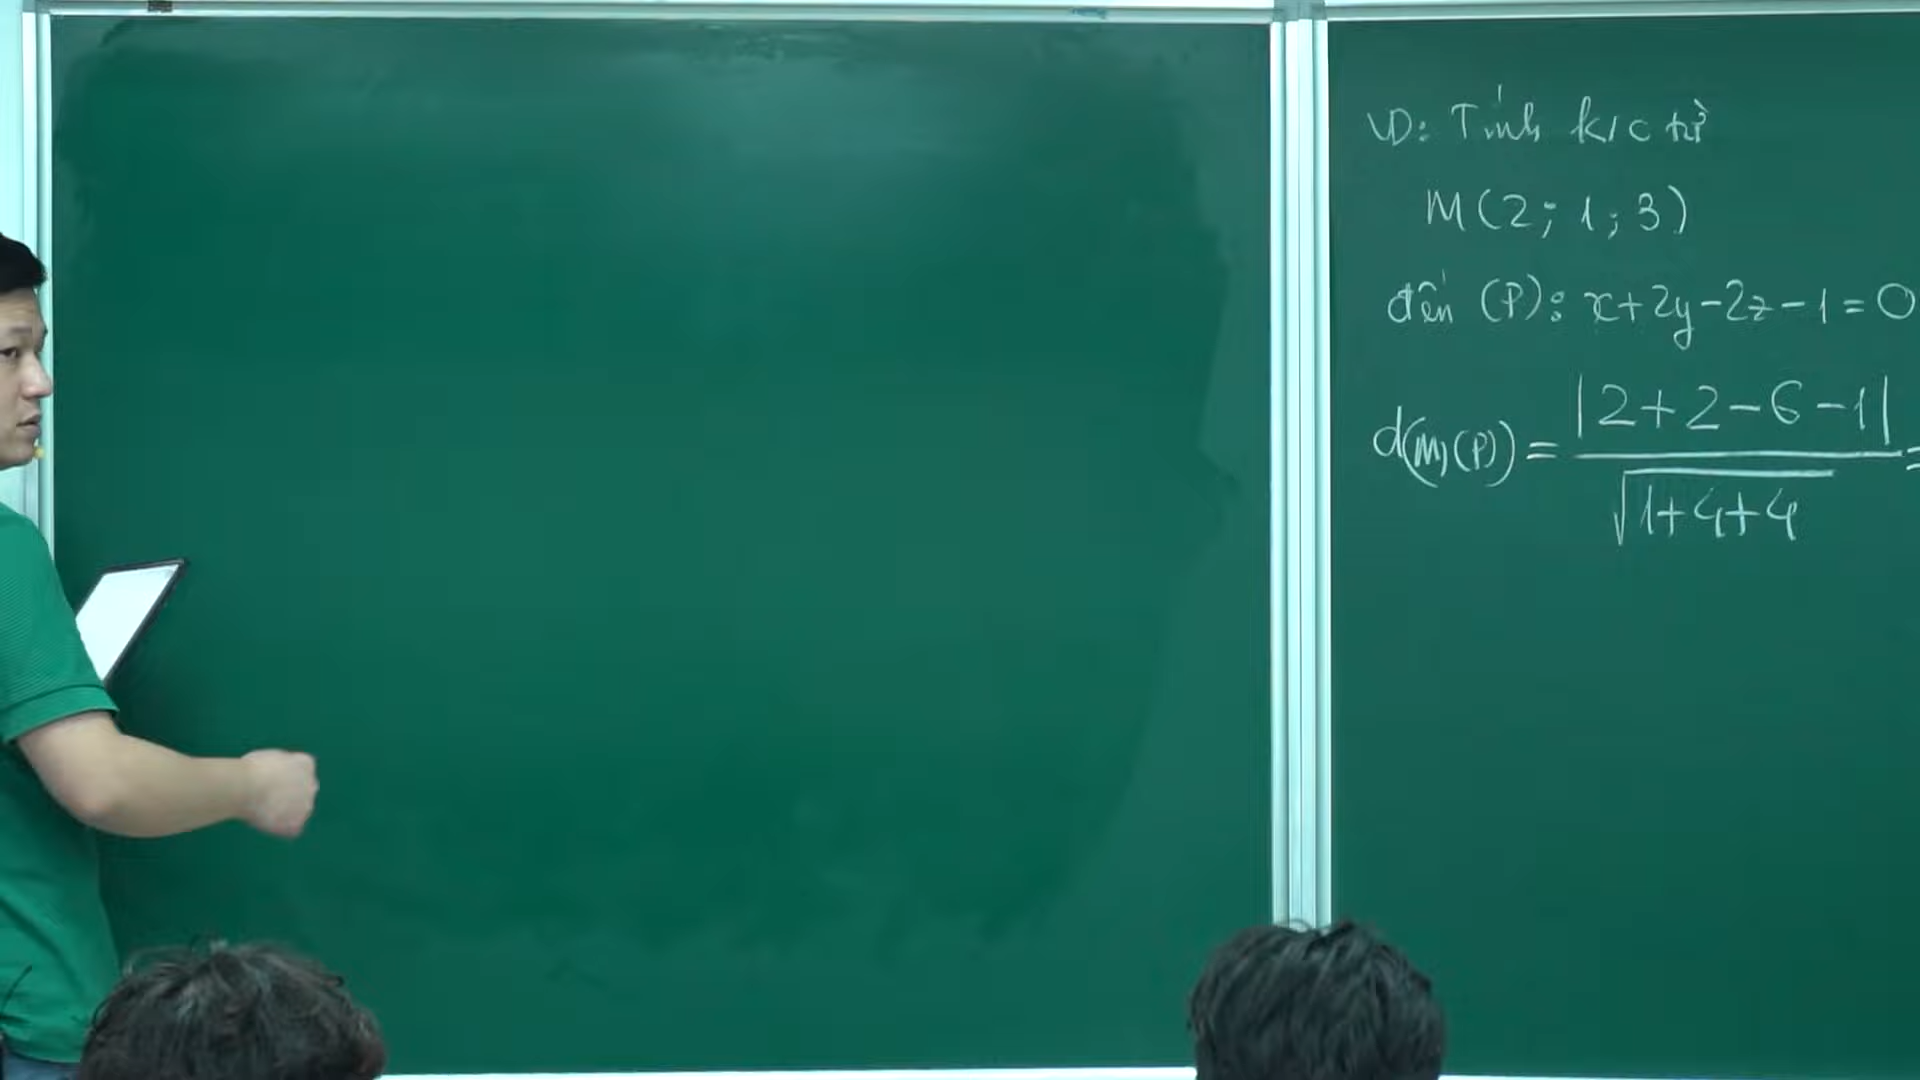 VD: Tính k/c từ
M(2; 1; 3)
đến (P): x+2y-2z-1=0
d(M,(P)) = |2+2-6-1| / √1+4+4 =